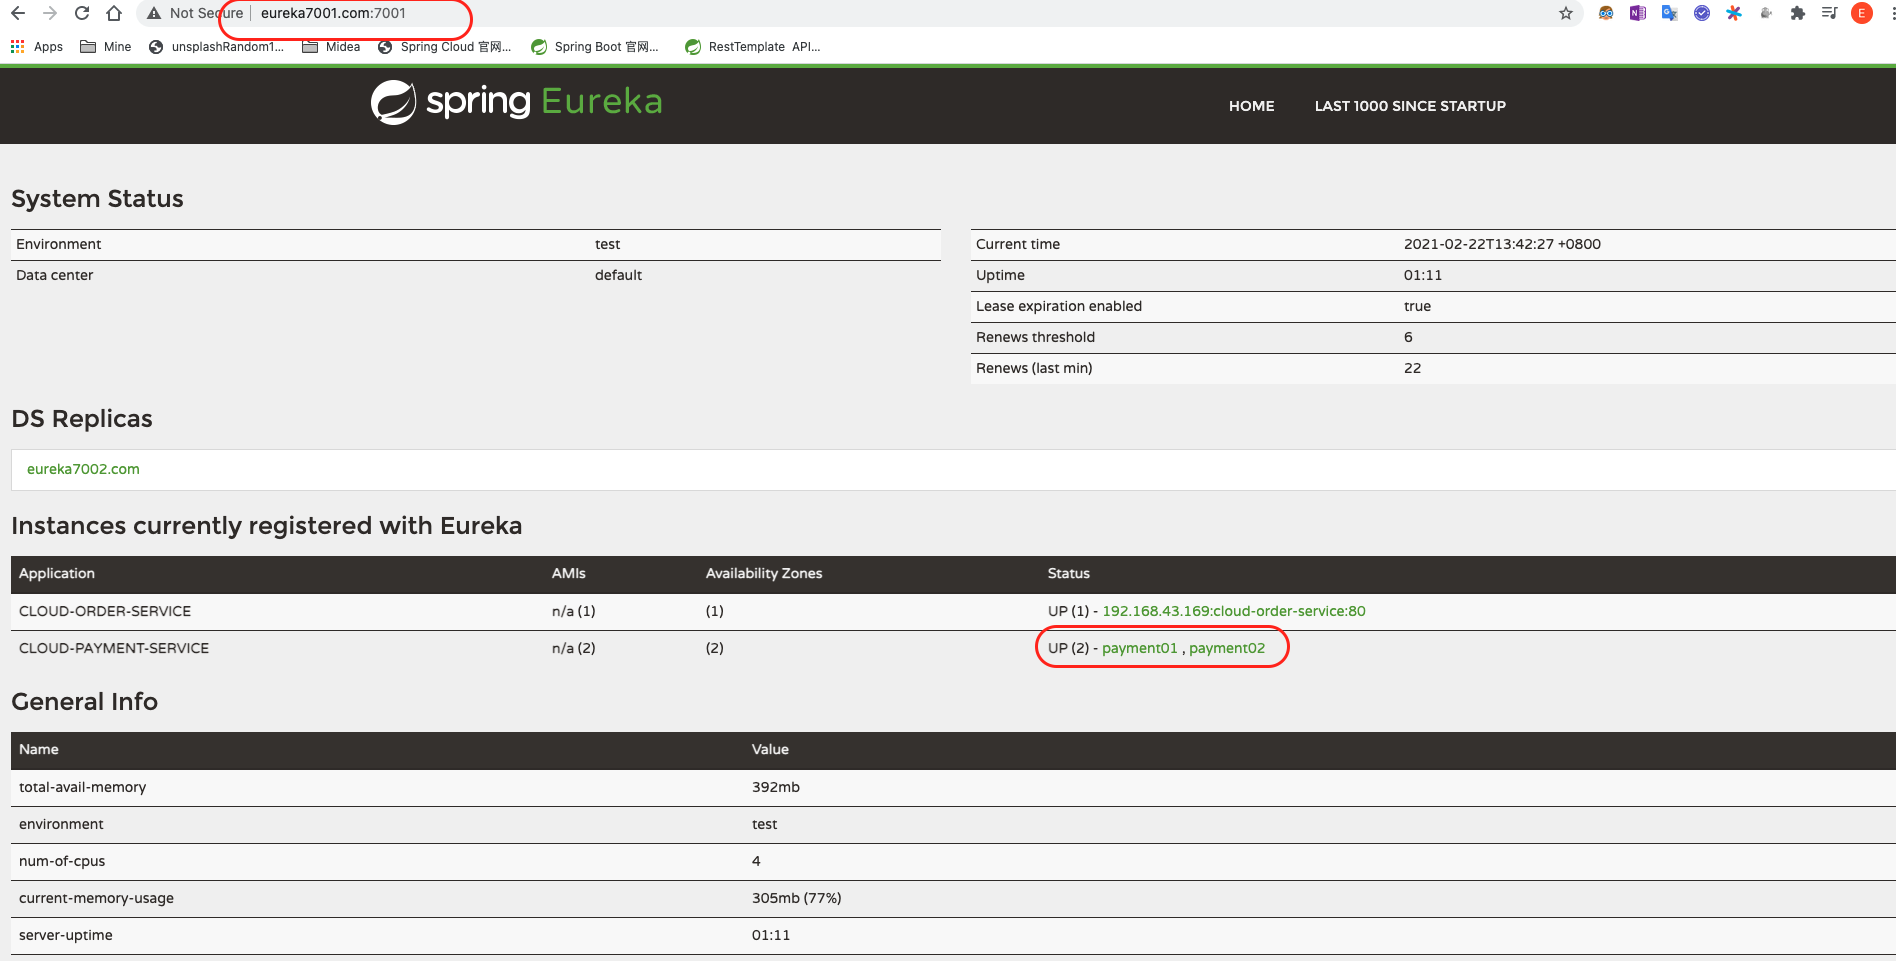 Not Secure eureka7001.com:7001 E
Apps Mine unsplashRandom1... Midea Spring Cloud 官网... Spring Boot 官网... RestTemplate API...
spring Eureka HOME LAST 1000 SINCE STARTUP
System Status
Environment test
Data center default
Current time 2021-02-22T13:42:27 +0800
Uptime 01:11
Lease expiration enabled true
Renews threshold 6
Renews (last min) 22
DS Replicas
eureka7002.com
Instances currently registered with Eureka
Application AMIs Availability Zones Status
CLOUD-ORDER-SERVICE n/a (1) (1) UP (1) - 192.168.43.169:cloud-order-service:80
CLOUD-PAYMENT-SERVICE n/a (2) (2) UP (2) - payment01 , payment02
General Info
Name Value
total-avail-memory 392mb
environment test
num-of-cpus 4
current-memory-usage 305mb (77%)
server-uptime 01:11